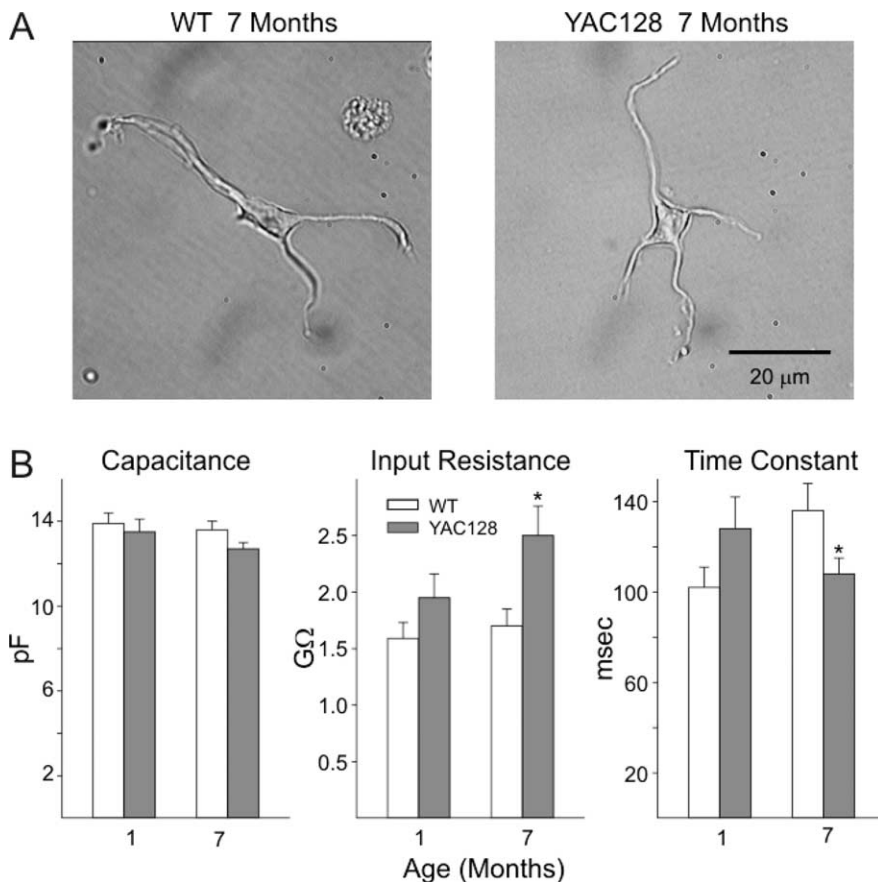 A
WT 7 Months
YAC128 7 Months
20 μm
B
Capacitance
Input Resistance
Time Constant
pF
14
10
6
2
1
7
GΩ
2.5
2.0
1.5
1.0
0.5
WT
YAC128
*
1
7
msec
140
100
60
20
*
1
7
Age (Months)